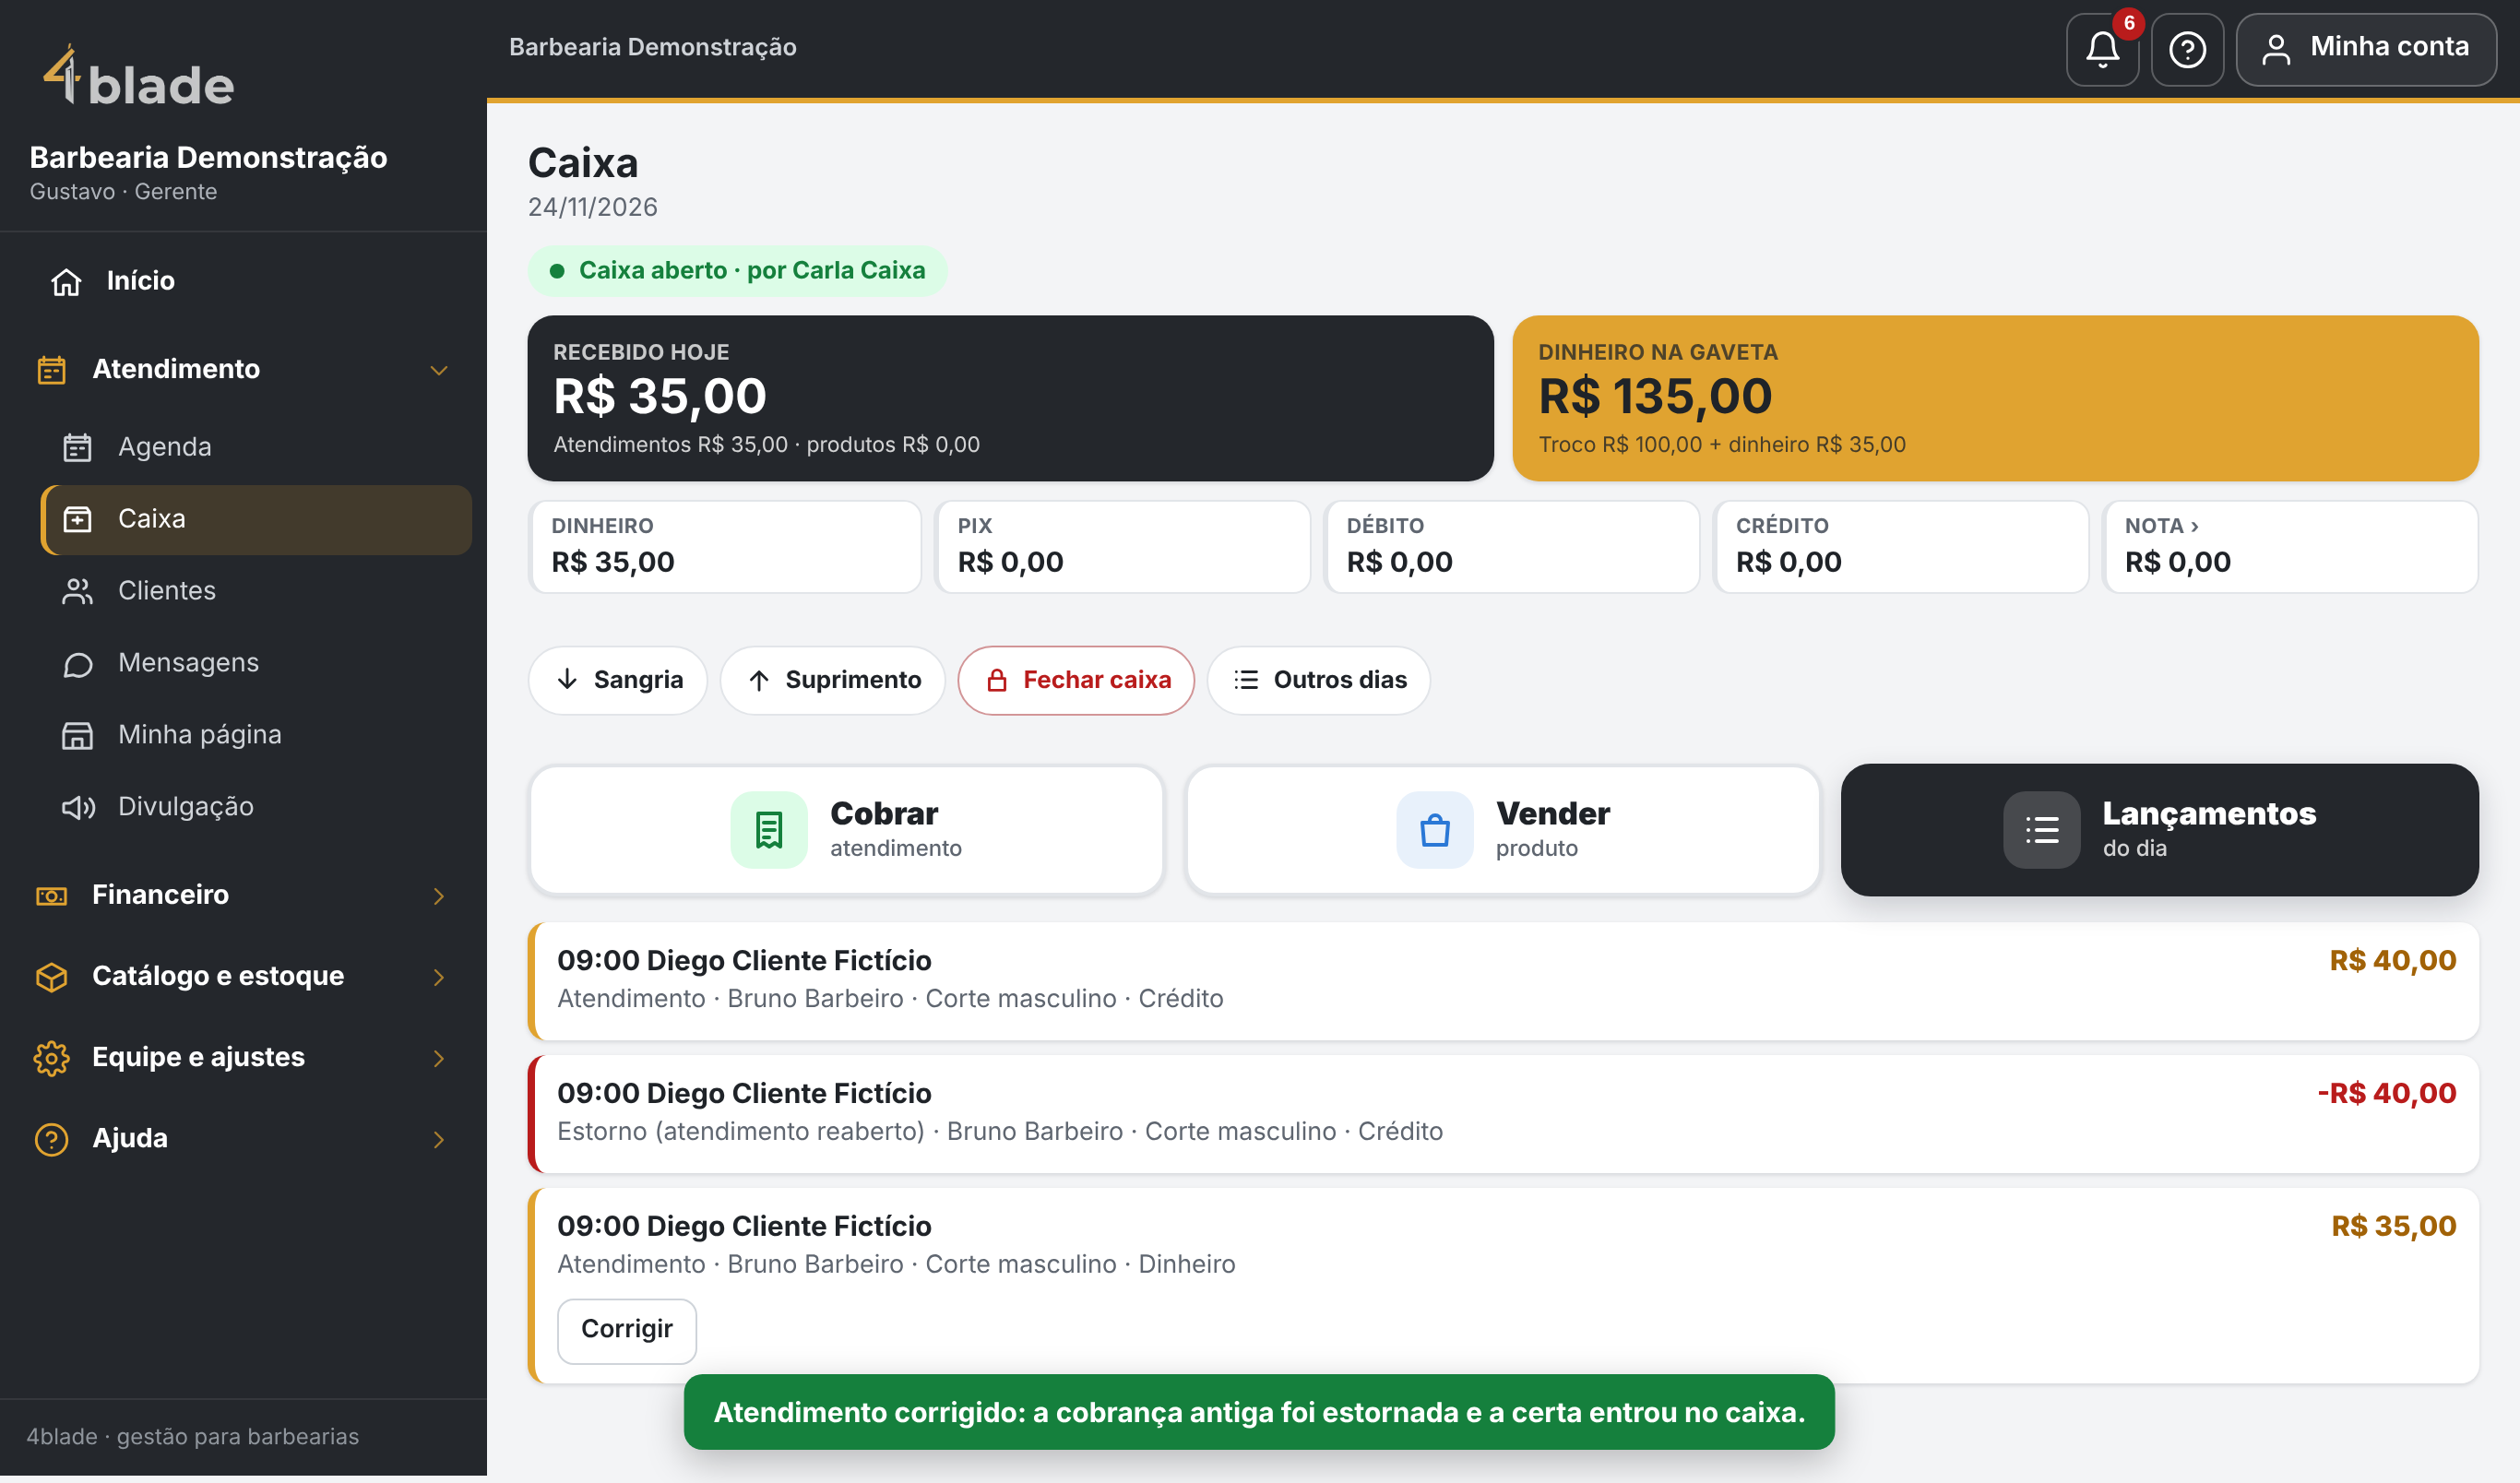 4blade
Barbearia Demonstração
Gustavo · Gerente
Início
Atendimento
Agenda
Caixa
Clientes
Mensagens
Minha página
Divulgação
Financeiro
Catálogo e estoque
Equipe e ajustes
Ajuda
4blade · gestão para barbearias
Barbearia Demonstração
6
Minha conta
Caixa
24/11/2026
Caixa aberto · por Carla Caixa
RECEBIDO HOJE
R$ 35,00
Atendimentos R$ 35,00 · produtos R$ 0,00
DINHEIRO NA GAVETA
R$ 135,00
Troco R$ 100,00 + dinheiro R$ 35,00
DINHEIRO
R$ 35,00
PIX
R$ 0,00
DÉBITO
R$ 0,00
CRÉDITO
R$ 0,00
NOTA ›
R$ 0,00
Sangria
Suprimento
Fechar caixa
Outros dias
Cobrar
atendimento
Vender
produto
Lançamentos
do dia
09:00 Diego Cliente Fictício
R$ 40,00
Atendimento · Bruno Barbeiro · Corte masculino · Crédito
09:00 Diego Cliente Fictício
-R$ 40,00
Estorno (atendimento reaberto) · Bruno Barbeiro · Corte masculino · Crédito
09:00 Diego Cliente Fictício
R$ 35,00
Atendimento · Bruno Barbeiro · Corte masculino · Dinheiro
Corrigir
Atendimento corrigido: a cobrança antiga foi estornada e a certa entrou no caixa.